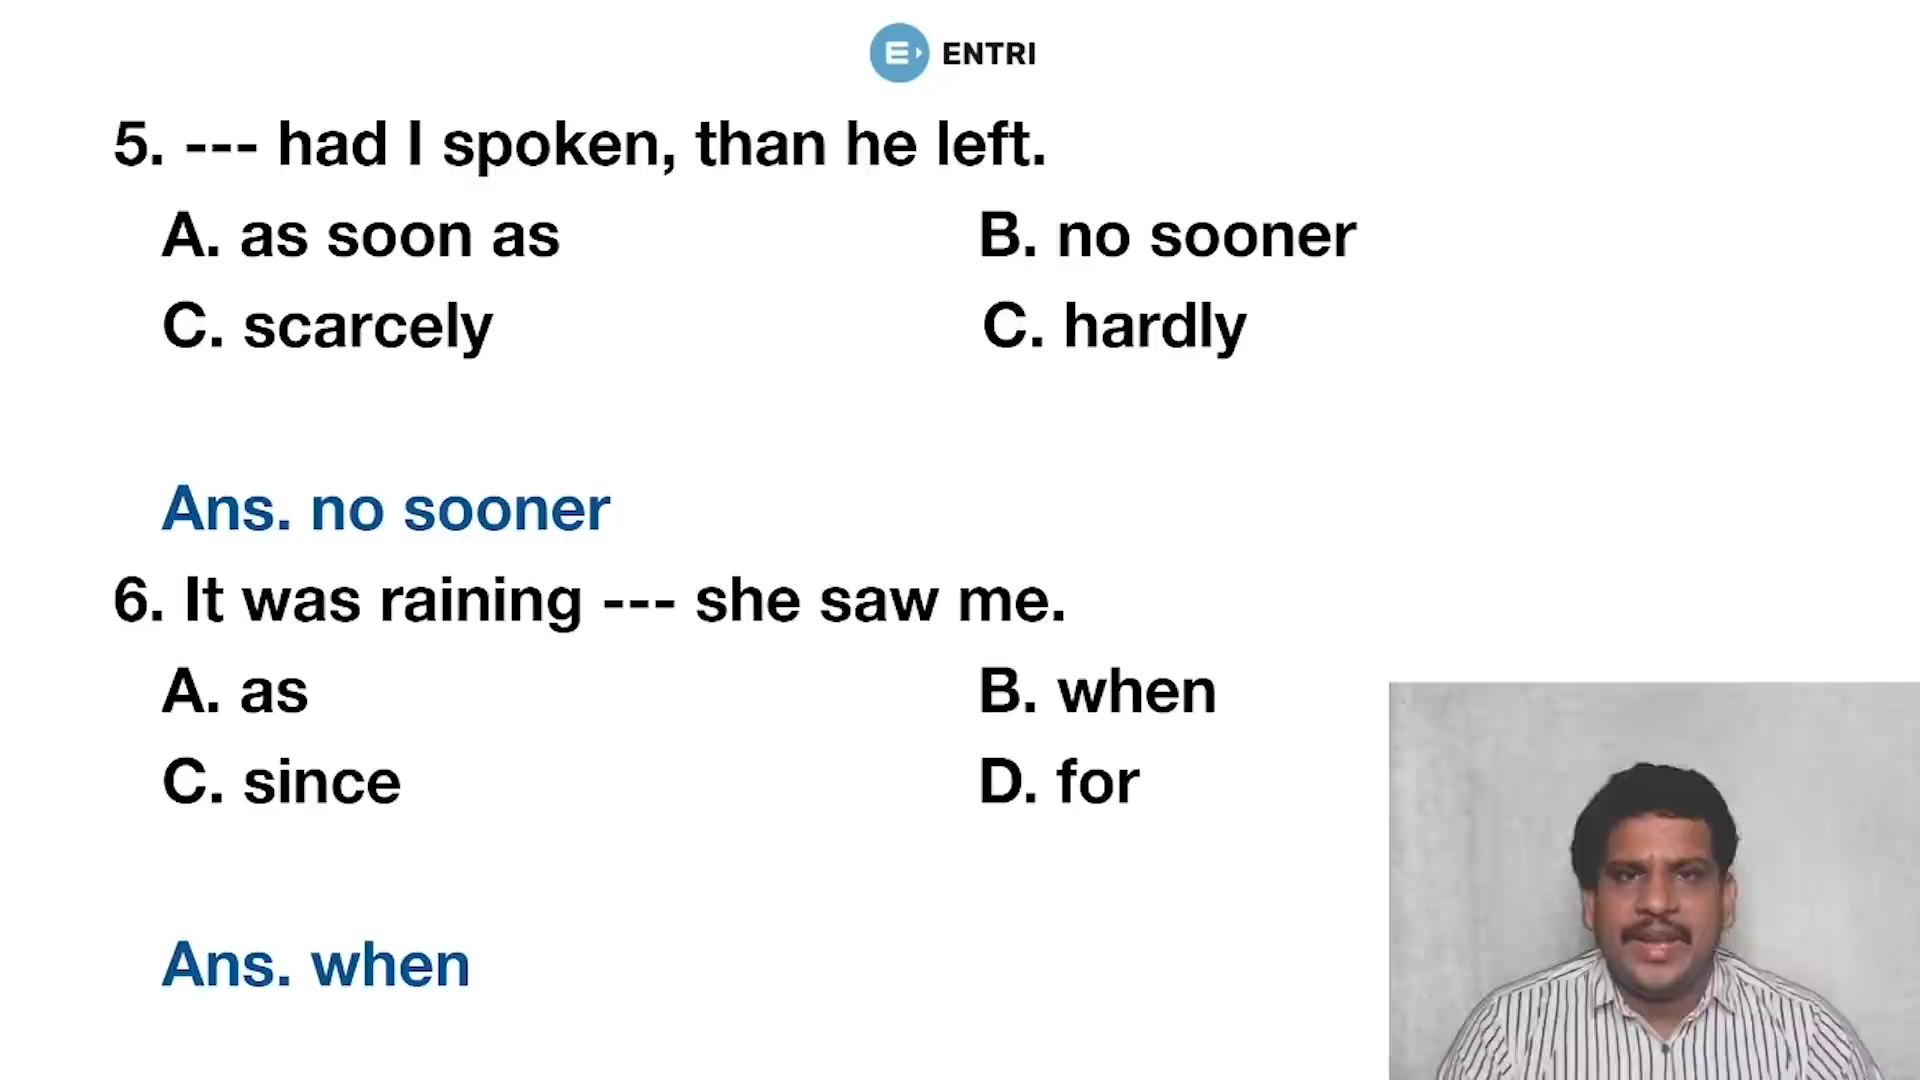 ENTRI
5. --- had I spoken, than he left.
A. as soon as B. no sooner
C. scarcely C. hardly
Ans. no sooner
6. It was raining --- she saw me.
A. as B. when
C. since D. for
Ans. when